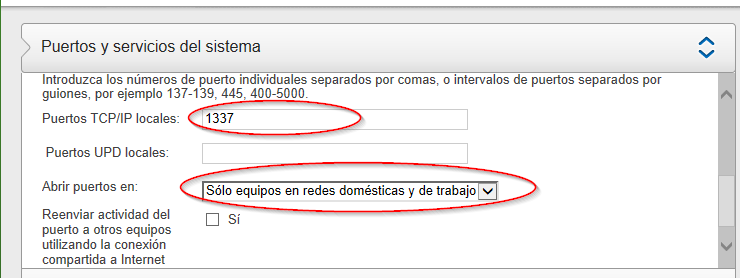 Puertos y servicios del sistema
Introduzca los números de puerto individuales separados por comas, o intervalos de puertos separados por
guiones, por ejemplo 137-139, 445, 400-5000.
Puertos TCP/IP locales: 1337
Puertos UPD locales:
Abrir puertos en: Sólo equipos en redes domésticas y de trabajo
Reenviar actividad del
puerto a otros equipos
utilizando la conexión
compartida a Internet
Sí